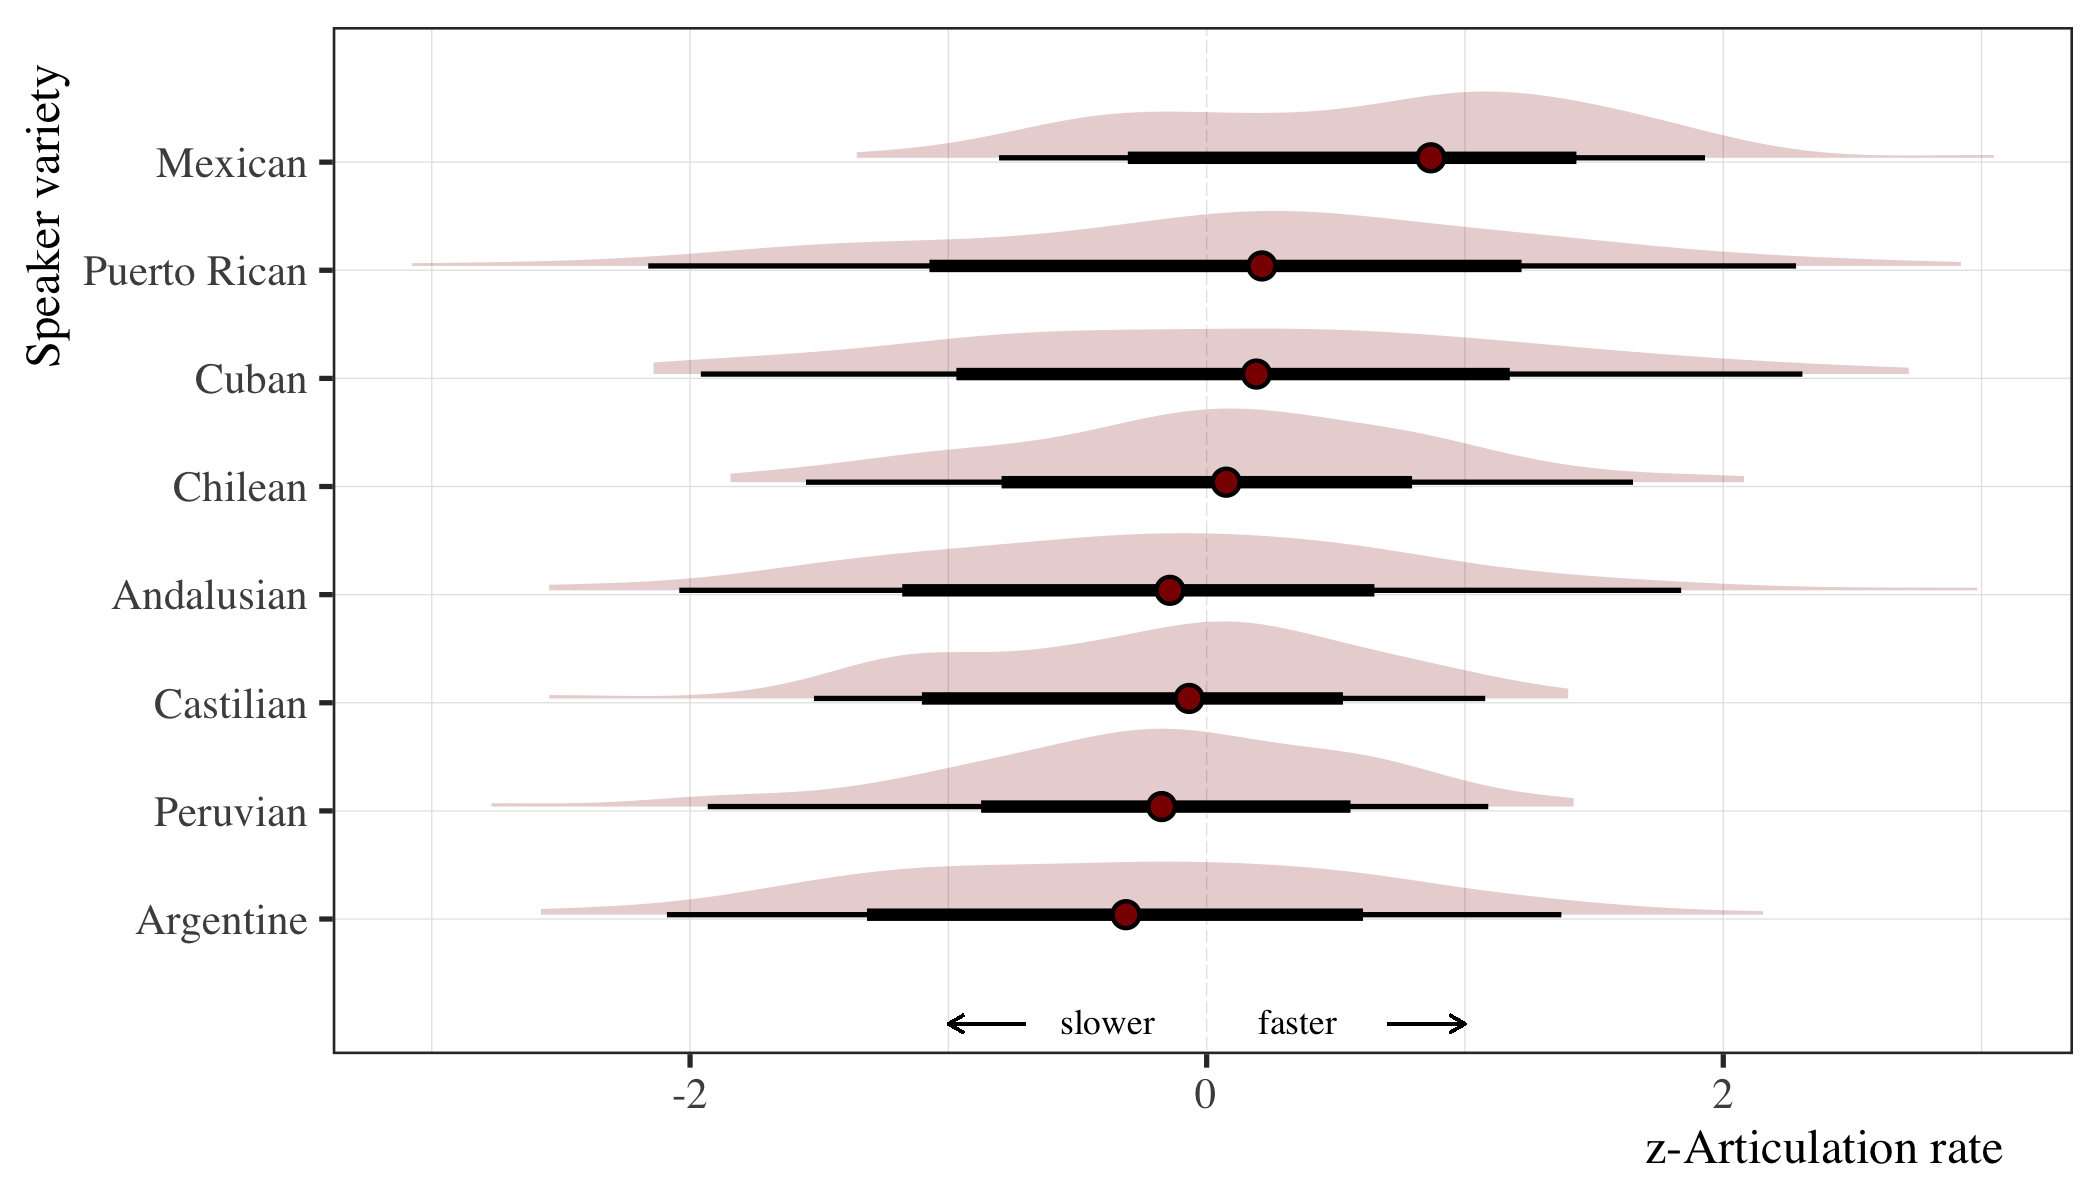 Speaker variety
Mexican
Puerto Rican
Cuban
Chilean
Andalusian
Castilian
Peruvian
Argentine
slower faster
-2 0 2
z-Articulation rate